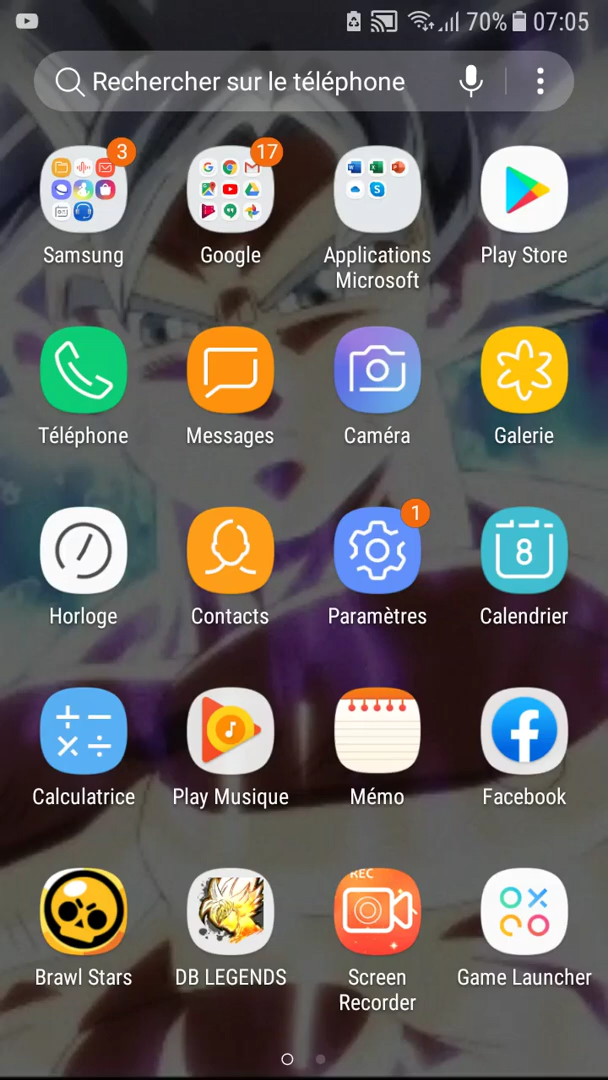 70% 07:05
Rechercher sur le téléphone
3
17
Samsung
Google
Applications
Microsoft
Play Store
Téléphone
Messages
Caméra
Galerie
1
8
Horloge
Contacts
Paramètres
Calendrier
Calculatrice
Play Musique
Mémo
Facebook
REC
Brawl Stars
DB LEGENDS
Screen
Recorder
Game Launcher